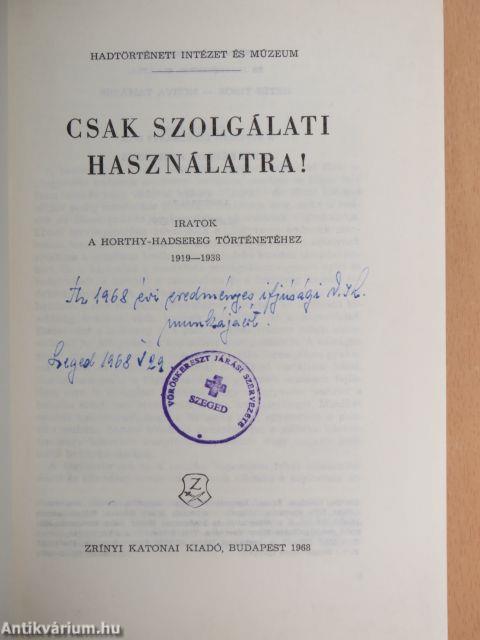 HADTÖRTÉNETI INTÉZET ÉS MÚZEUM
CSAK SZOLGÁLATI
HASZNÁLATRA!
IRATOK
A HORTHY-HADSEREG TÖRTÉNETÉHEZ
1919—1938
Az 1968 évi eredményes ifjúsági V.
munkájáért.
Szeged 1968 V 29
VÖRÖSKERESZT JÁRÁSI SZERVEZETE
SZEGED
Z
ZRÍNYI KATONAI KIADÓ, BUDAPEST 1968
Antikvárium.hu